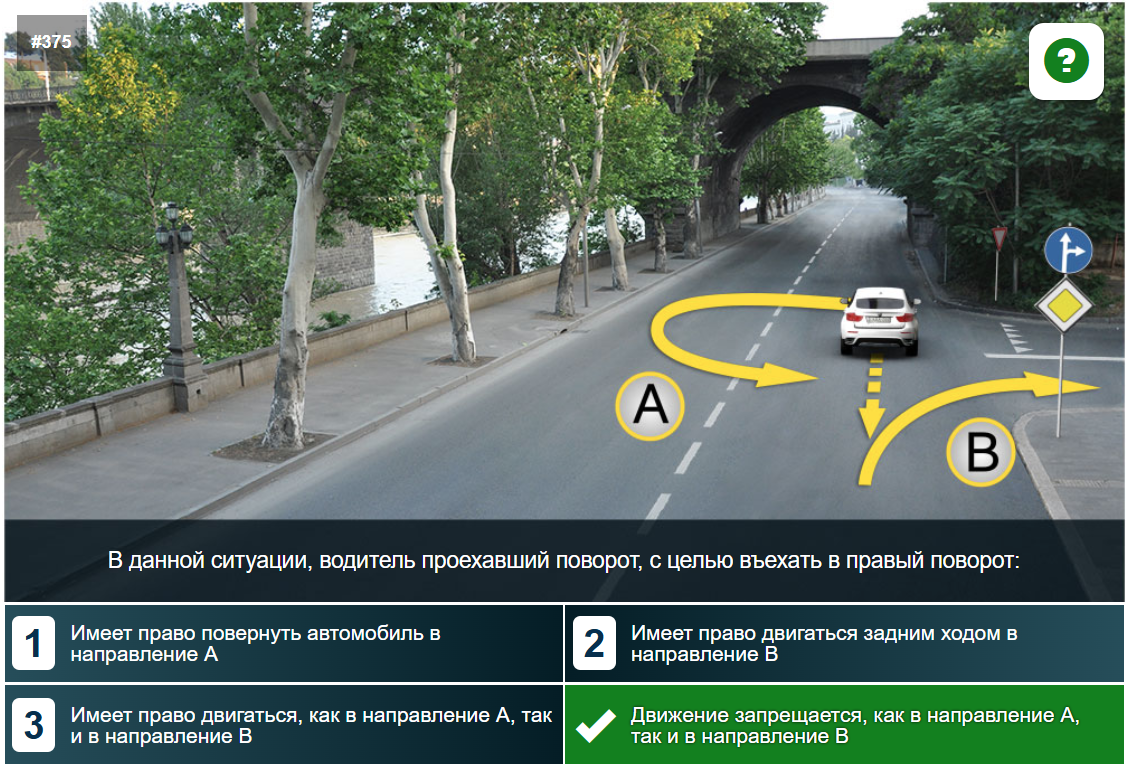 #375
?
A
B
В данной ситуации, водитель проехавший поворот, с целью въехать в правый поворот:
1 Имеет право повернуть автомобиль в
направление А
2 Имеет право двигаться задним ходом в
направление В
3 Имеет право двигаться, как в направление А, так
и в направление В
Движение запрещается, как в направление А,
так и в направление В